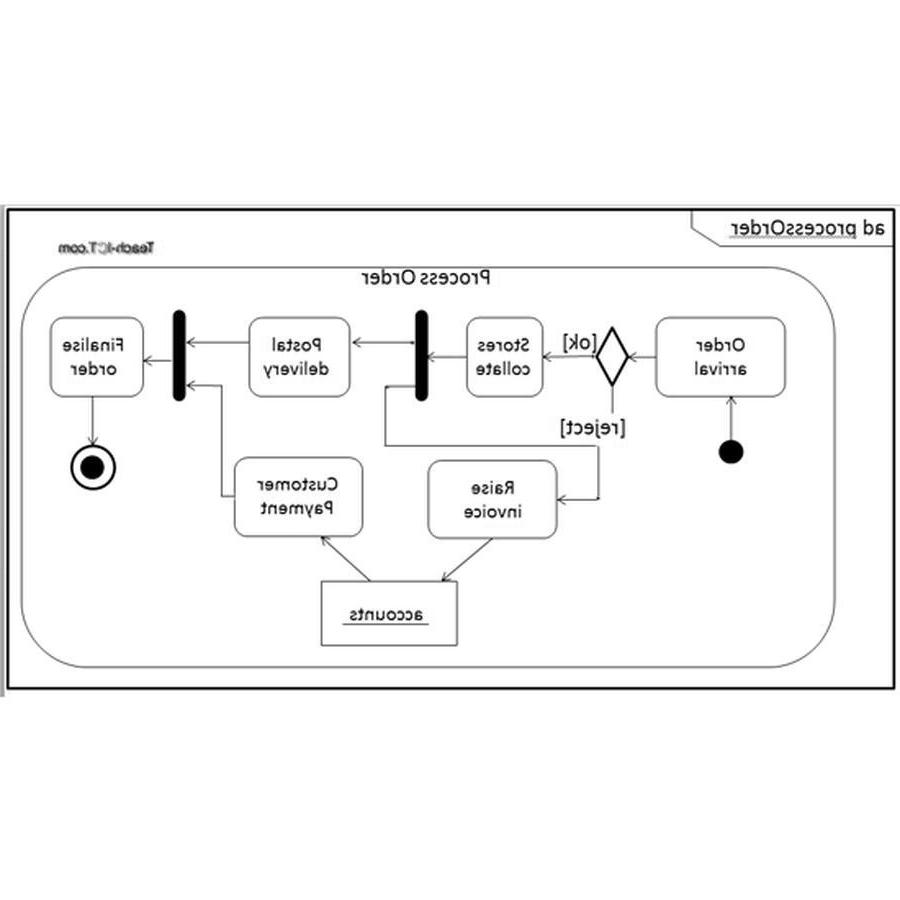 ad processOrder
Teach-ICT.com
Process Order
Order
arrival
[ok]
[reject]
Stores
collate
Postal
delivery
Finalise
order
Raise
invoice
Customer
Payment
accounts